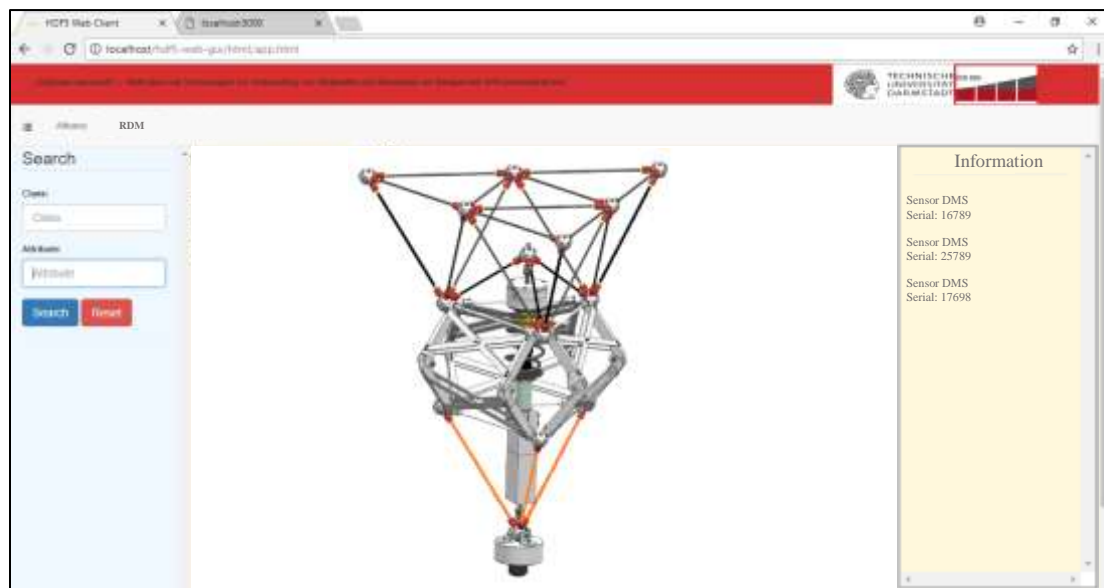 HDF5 Web Client
localhost:3000
localhost/hdf5-web-gui/html/app.html
TECHNISCHE
UNIVERSITÄT
DARMSTADT
RDM
Search
Class:
Class
Attribute:
Attribute
Search Reset
Information
Sensor DMS
Serial: 16789
Sensor DMS
Serial: 25789
Sensor DMS
Serial: 17698